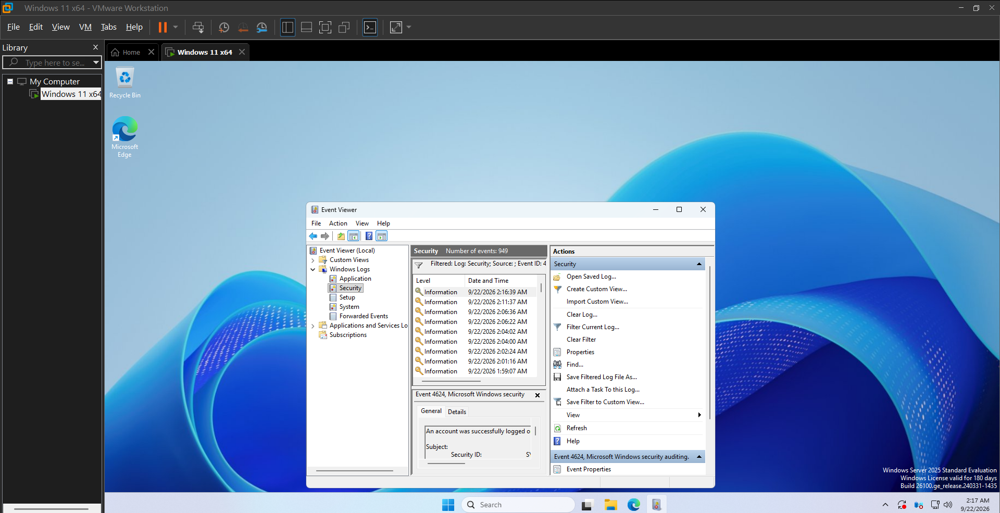 Windows 11 x64 - VMware Workstation
File Edit View VM Tabs Help
Library
Home
Windows 11 x64
Type here to se...
My Computer
Windows 11 x64
Recycle Bin
Microsoft
Edge
Event Viewer
File Action View Help
Event Viewer (Local)
Custom Views
Windows Logs
Application
Security
Setup
System
Forwarded Events
Applications and Services Lo
Subscriptions
Security Number of events: 949
Filtered: Log: Security; Source: ; Event ID: 4
Level Date and Time
Information 9/22/2026 2:16:39 AM
Information 9/22/2026 2:11:37 AM
Information 9/22/2026 2:06:36 AM
Information 9/22/2026 2:06:22 AM
Information 9/22/2026 2:04:02 AM
Information 9/22/2026 2:04:00 AM
Information 9/22/2026 2:02:24 AM
Information 9/22/2026 2:01:16 AM
Information 9/22/2026 1:59:07 AM
Event 4624, Microsoft Windows security
General Details
An account was successfully logged o
Subject:
Security ID: SY
Actions
Security
Open Saved Log...
Create Custom View...
Import Custom View...
Clear Log...
Filter Current Log...
Clear Filter
Properties
Find...
Save Filtered Log File As...
Attach a Task To this Log...
Save Filter to Custom View...
View
Refresh
Help
Event 4624, Microsoft Windows security auditing.
Event Properties
Windows Server 2025 Standard Evaluation
Windows License valid for 180 days
Build 26100.ge_release.240331-1435
Search
2:17 AM
9/22/2026